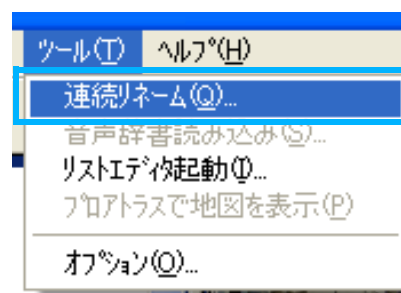 ツール(T) ヘルプ(H)
連続リネーム(Q)...
音声辞書読み込み(S)...
リストエディタ起動(I)...
プロアトラスで地図を表示(P)
オプション(O)...